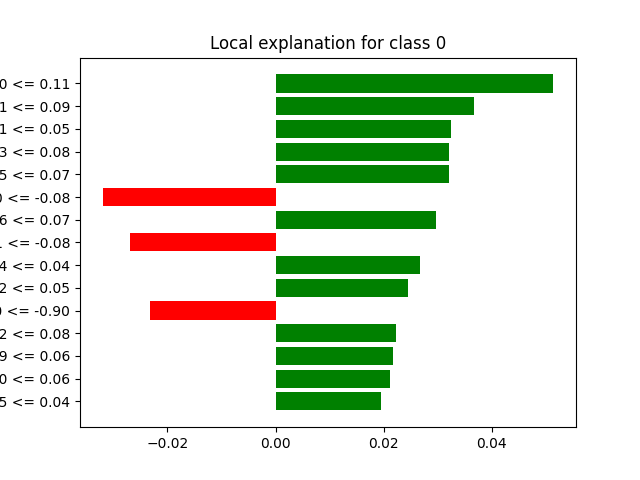 Local explanation for class 0
0 <= 0.11
1 <= 0.09
1 <= 0.05
3 <= 0.08
5 <= 0.07
<= -0.08
6 <= 0.07
<= -0.08
4 <= 0.04
2 <= 0.05
<= -0.90
2 <= 0.08
9 <= 0.06
0 <= 0.06
5 <= 0.04
−0.02 0.00 0.02 0.04